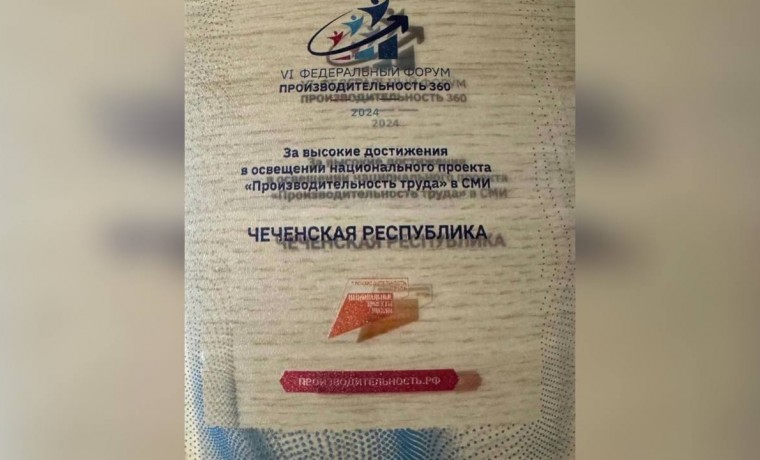 VI ФЕДЕРАЛЬНЫЙ ФОРУМ
ПРОИЗВОДИТЕЛЬНОСТЬ 360
2024
За высокие достижения
в освещении национального проекта
«Производительность труда» в СМИ
ЧЕЧЕНСКАЯ РЕСПУБЛИКА
НАЦИОНАЛЬНЫЕ
ПРОЕКТЫ
РОССИИ
ПРОИЗВОДИТЕЛЬНОСТЬ.РФ